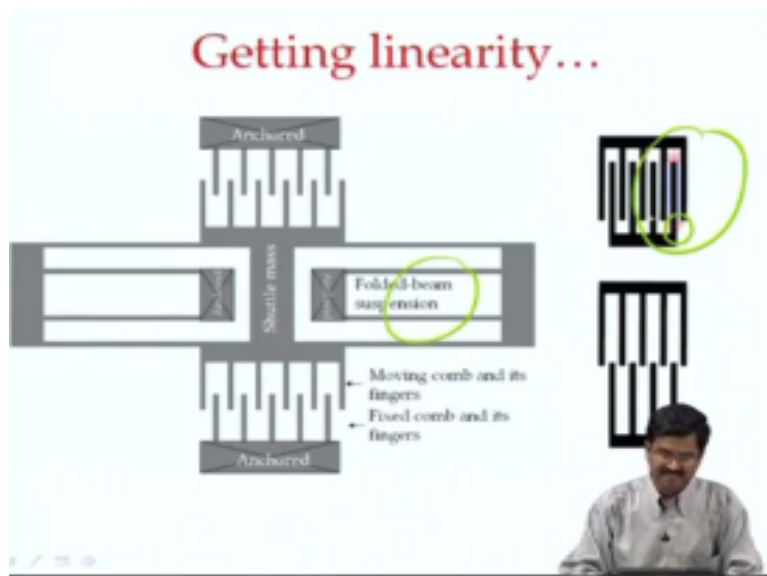 Getting linearity...
Anchored
Shuttle mass
Folded-beam
suspension
Moving comb and its
fingers
Fixed comb and its
fingers
Anchored